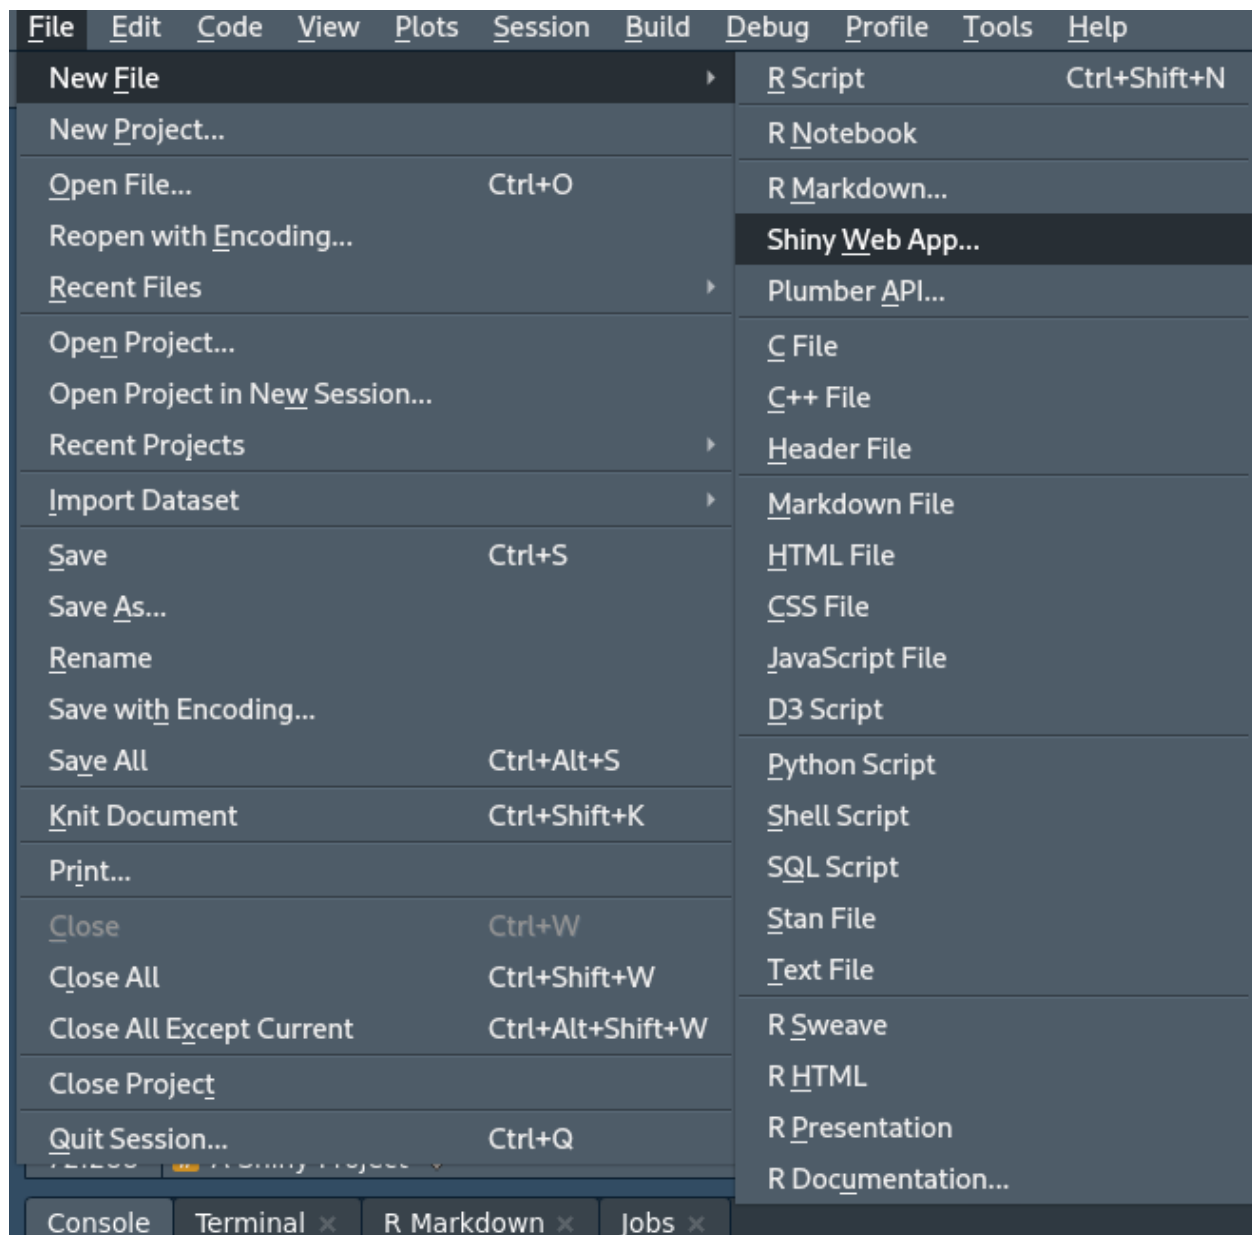 File Edit Code View Plots Session Build Debug Profile Tools Help
New File
New Project...
Open File... Ctrl+O
Reopen with Encoding...
Recent Files
Open Project...
Open Project in New Session...
Recent Projects
Import Dataset
Save Ctrl+S
Save As...
Rename
Save with Encoding...
Save All Ctrl+Alt+S
Knit Document Ctrl+Shift+K
Print...
Close Ctrl+W
Close All Ctrl+Shift+W
Close All Except Current Ctrl+Alt+Shift+W
Close Project
Quit Session... Ctrl+Q
R Script Ctrl+Shift+N
R Notebook
R Markdown...
Shiny Web App...
Plumber API...
C File
C++ File
Header File
Markdown File
HTML File
CSS File
JavaScript File
D3 Script
Python Script
Shell Script
SQL Script
Stan File
Text File
R Sweave
R HTML
R Presentation
R Documentation...
A Shiny Project
Console Terminal × R Markdown × Jobs ×